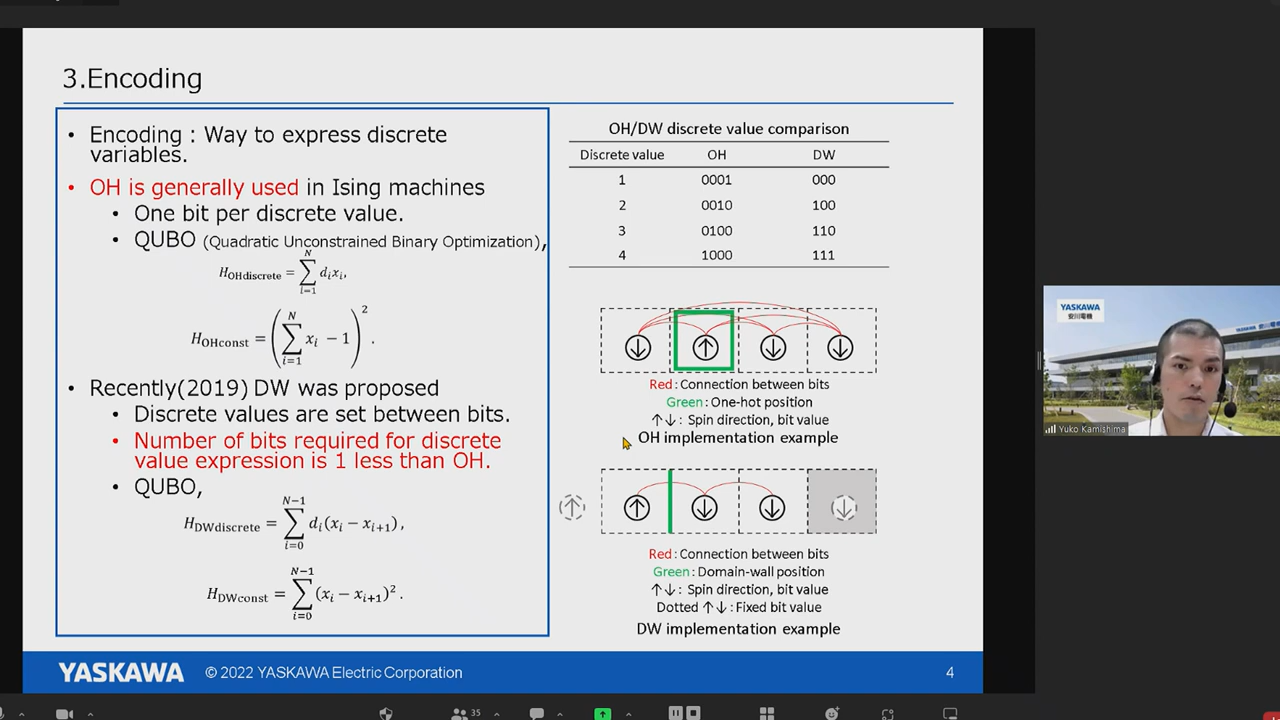 3.Encoding
• Encoding : Way to express discrete
variables.
• OH is generally used in Ising machines
• One bit per discrete value.
• QUBO (Quadratic Unconstrained Binary Optimization),
H_OHdiscrete = ∑_{i=1}^{N} d_i x_i,
H_OHconst = (∑_{i=1}^{N} x_i − 1)^2.
• Recently(2019) DW was proposed
• Discrete values are set between bits.
• Number of bits required for discrete
value expression is 1 less than OH.
• QUBO,
H_DWdiscrete = ∑_{i=0}^{N−1} d_i(x_i − x_{i+1}),
H_DWconst = ∑_{i=0}^{N−1} (x_i − x_{i+1})^2.
OH/DW discrete value comparison
Discrete value OH DW
1 0001 000
2 0010 100
3 0100 110
4 1000 111
Red : Connection between bits
Green : One-hot position
↑↓ : Spin direction, bit value
OH implementation example
Red : Connection between bits
Green : Domain-wall position
↑↓ : Spin direction, bit value
Dotted ↑↓ : Fixed bit value
DW implementation example
YASKAWA © 2022 YASKAWA Electric Corporation 4
YASKAWA
安川電機
Yuko Kamishima
35